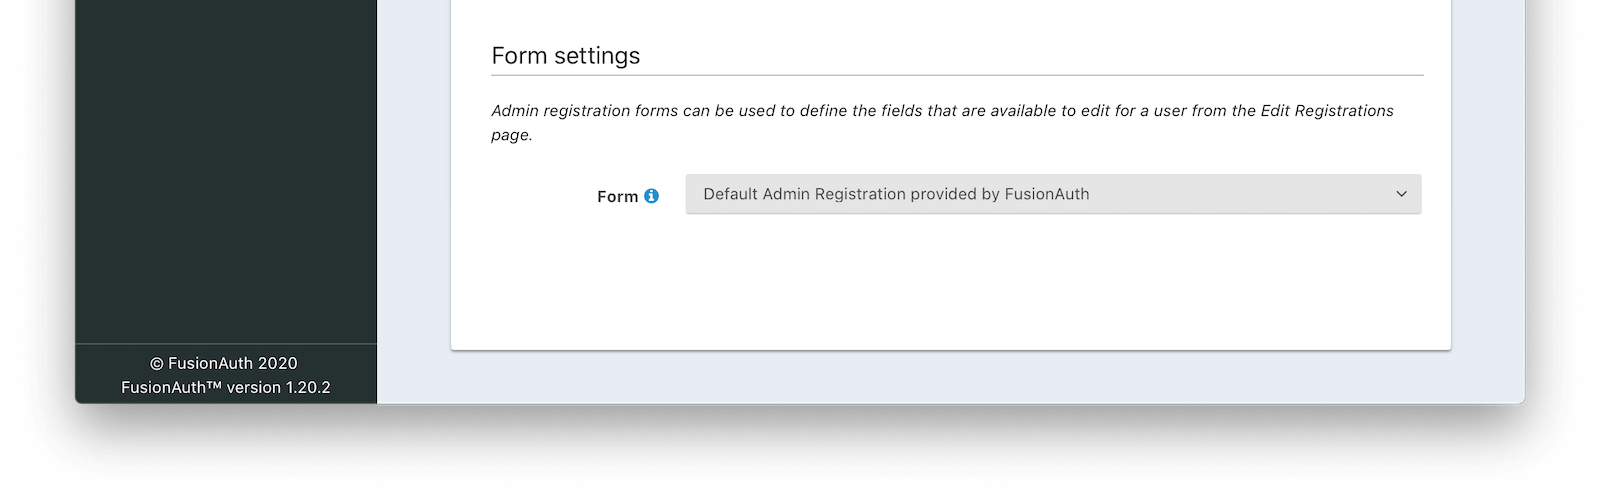 Form settings
Admin registration forms can be used to define the fields that are available to edit for a user from the Edit Registrations
page.
Form
Default Admin Registration provided by FusionAuth
© FusionAuth 2020
FusionAuth™ version 1.20.2